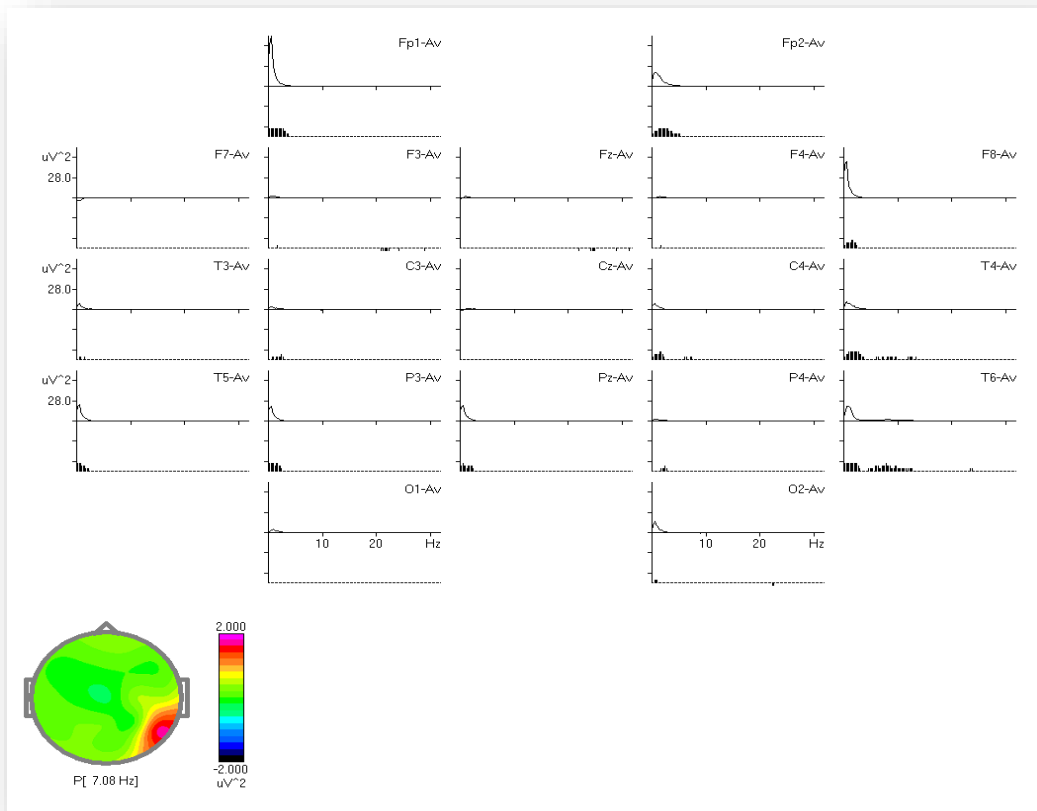 Fp1-Av Fp2-Av
uV^2 F7-Av F3-Av Fz-Av F4-Av F8-Av
28.0
uV^2 T3-Av C3-Av Cz-Av C4-Av T4-Av
28.0
uV^2 T5-Av P3-Av Pz-Av P4-Av T6-Av
28.0
O1-Av O2-Av
10 20 Hz 10 20 Hz
2.000
-2.000
uV^2
P[ 7.08 Hz]